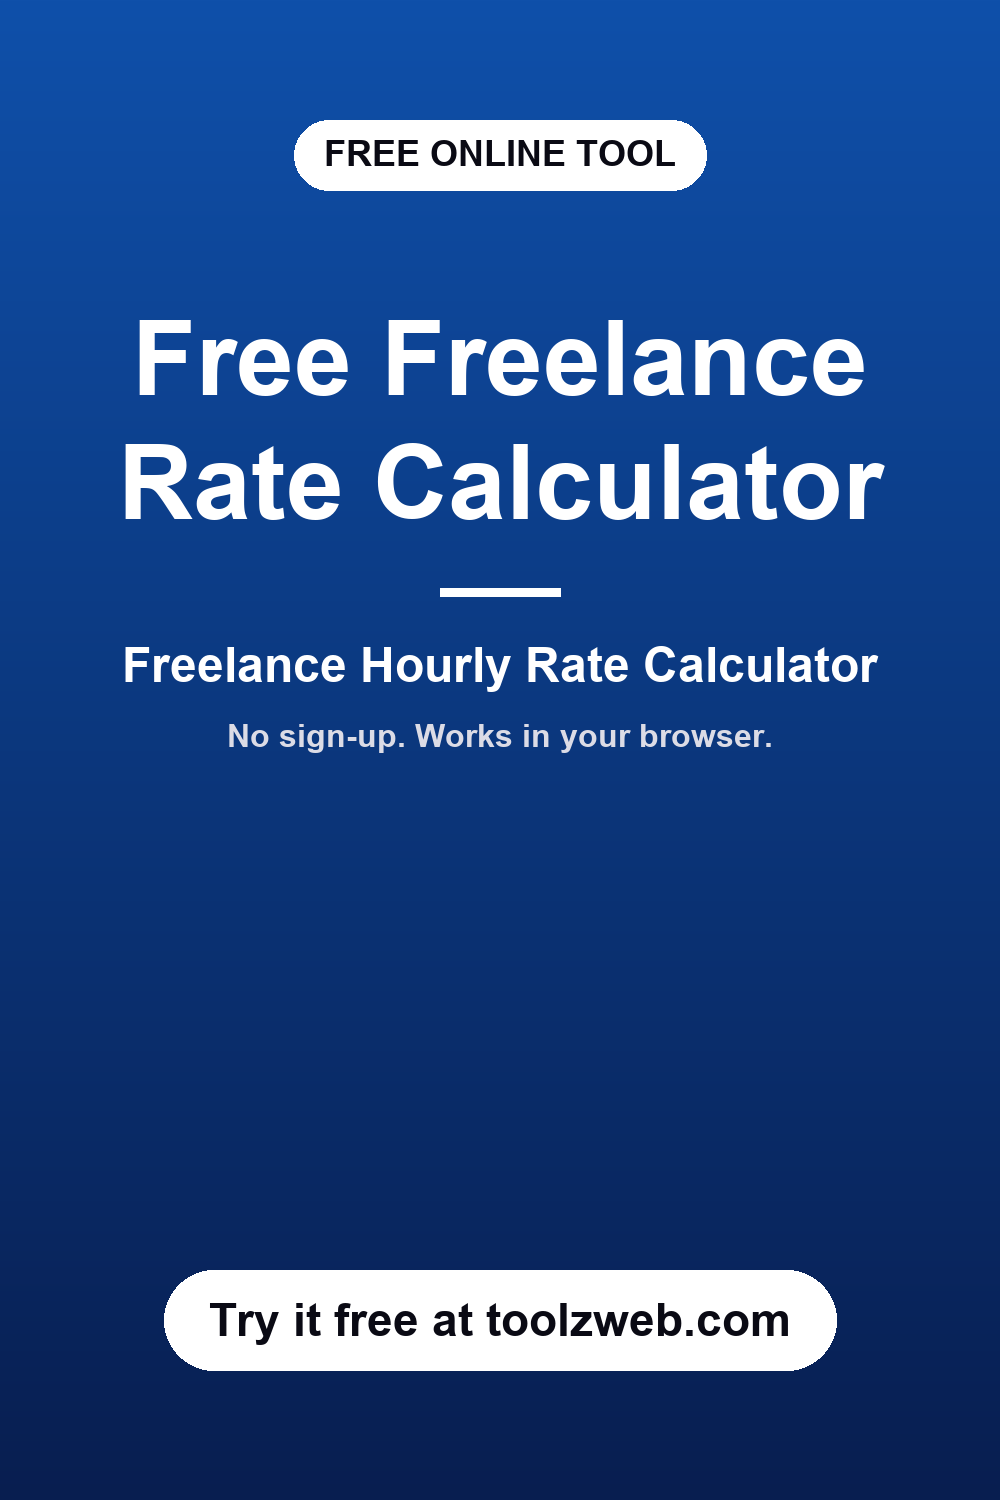 FREE ONLINE TOOL
Free Freelance
Rate Calculator
Freelance Hourly Rate Calculator
No sign-up. Works in your browser.
Try it free at toolzweb.com